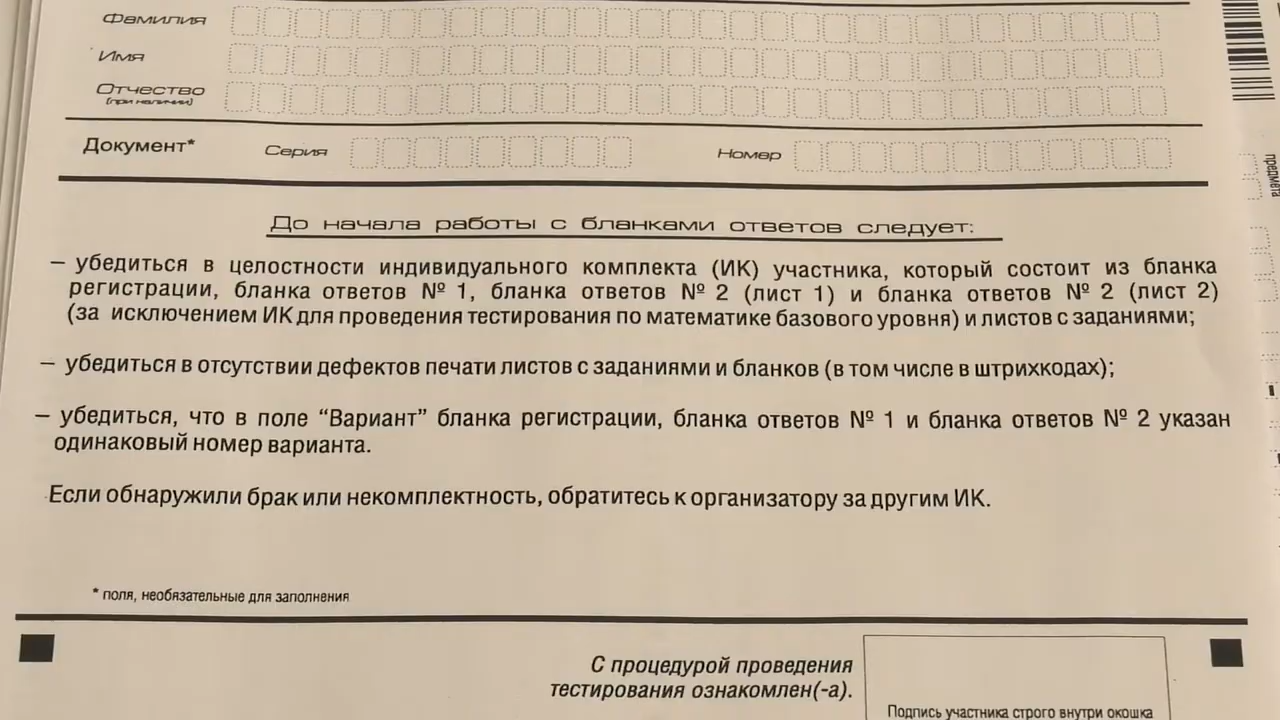 Фамилия
Имя
Отчество
(при наличии)
Документ* Серия Номер
До начала работы с бланками ответов следует:
– убедиться в целостности индивидуального комплекта (ИК) участника, который состоит из бланка
регистрации, бланка ответов № 1, бланка ответов № 2 (лист 1) и бланка ответов № 2 (лист 2)
(за исключением ИК для проведения тестирования по математике базового уровня) и листов с заданиями;
– убедиться в отсутствии дефектов печати листов с заданиями и бланков (в том числе в штрихкодах);
– убедиться, что в поле “Вариант” бланка регистрации, бланка ответов № 1 и бланка ответов № 2 указан
одинаковый номер варианта.
Если обнаружили брак или некомплектность, обратитесь к организатору за другим ИК.
* поля, необязательные для заполнения
С процедурой проведения
тестирования ознакомлен(-а).
Подпись участника строго внутри окошка
предмета